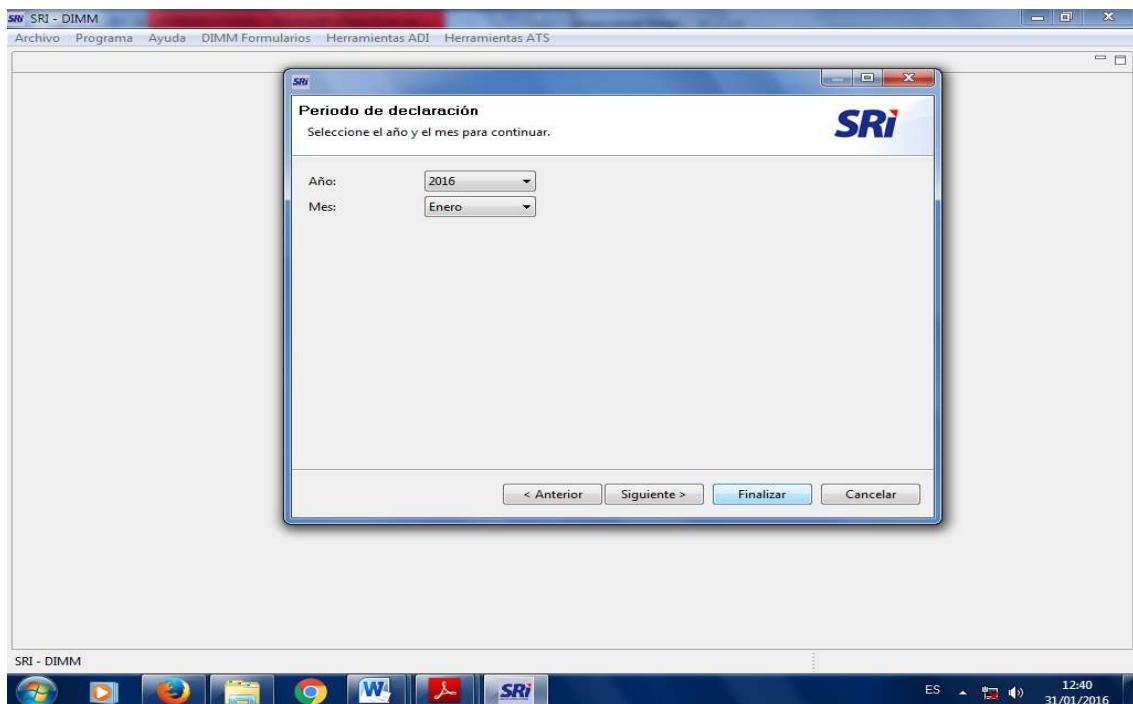 SRi SRI - DIMM
Archivo Programa Ayuda DIMM Formularios Herramientas ADI Herramientas ATS
SRi
Periodo de declaración
Seleccione el año y el mes para continuar.
SRi
Año: 2016
Mes: Enero
< Anterior Siguiente > Finalizar Cancelar
SRI - DIMM
W SRi ES 12:40
31/01/2016